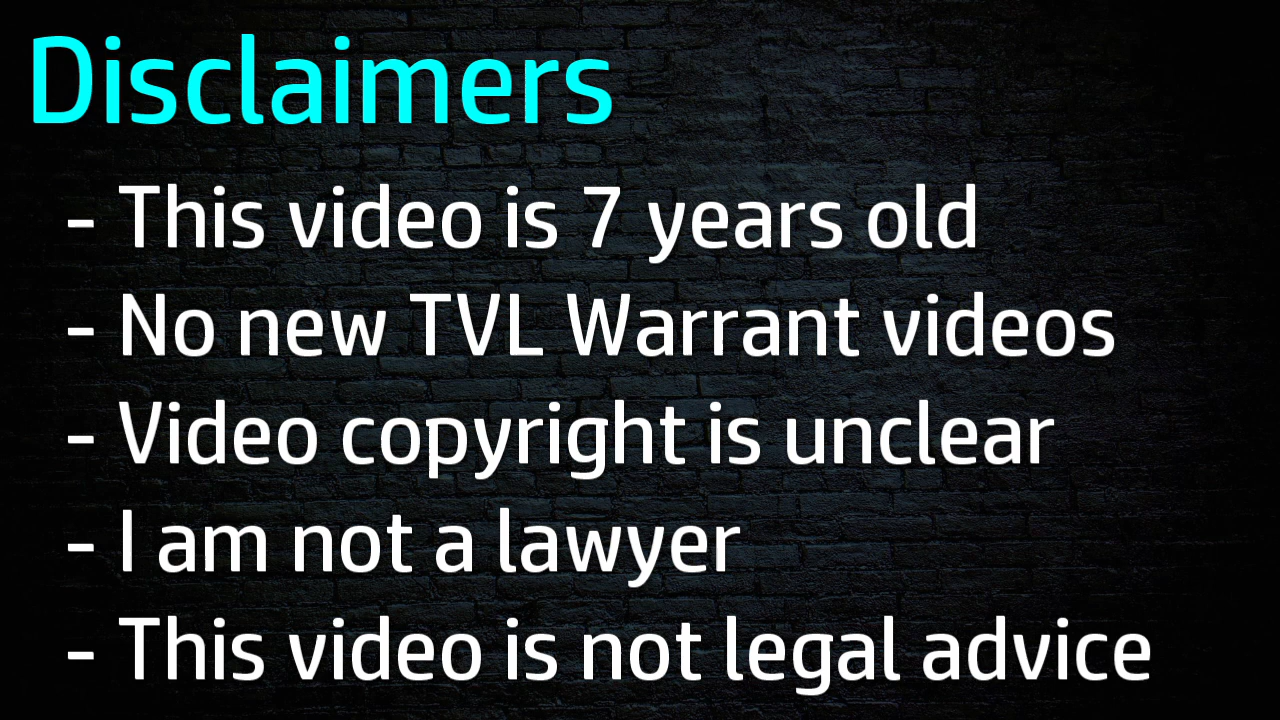 Disclaimers
- This video is 7 years old
- No new TVL Warrant videos
- Video copyright is unclear
- I am not a lawyer
- This video is not legal advice